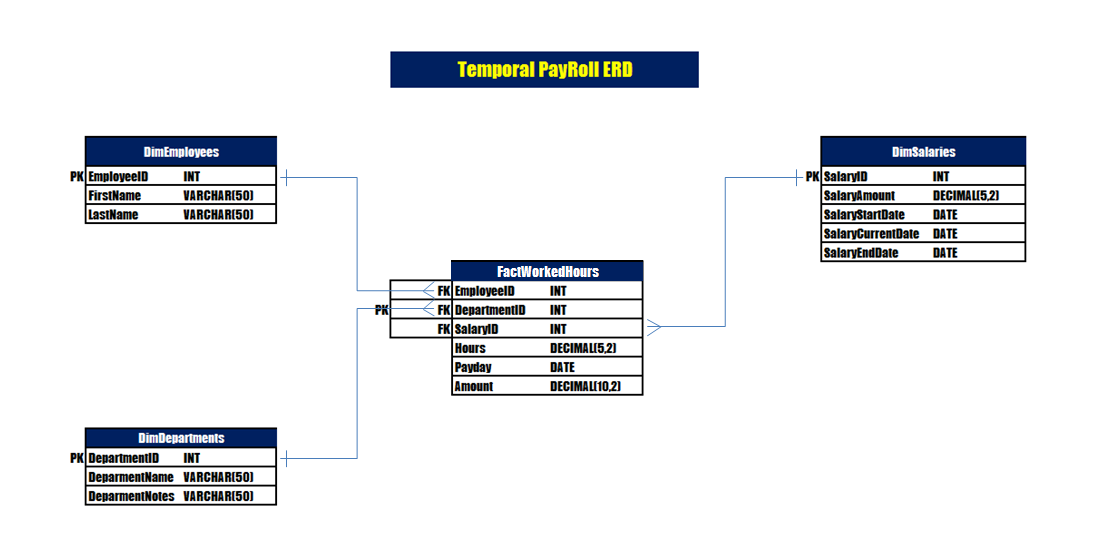 Temporal PayRoll ERD
DimEmployees
PK EmployeeID INT
FirstName VARCHAR(50)
LastName VARCHAR(50)
DimSalaries
PK SalaryID INT
SalaryAmount DECIMAL(5,2)
SalaryStartDate DATE
SalaryCurrentDate DATE
SalaryEndDate DATE
FactWorkedHours
FK EmployeeID INT
PK FK DepartmentID INT
FK SalaryID INT
Hours DECIMAL(5,2)
Payday DATE
Amount DECIMAL(10,2)
DimDepartments
PK DepartmentID INT
DeparmentName VARCHAR(50)
DeparmentNotes VARCHAR(50)